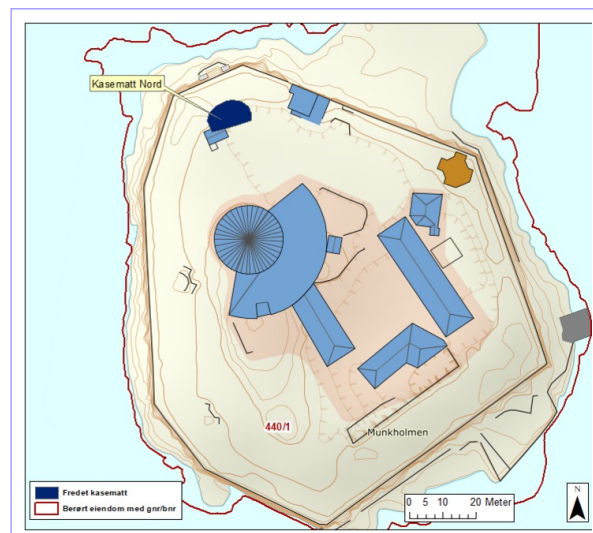 Kasematt Nord
440/1
Munkholmen
Fredet kasematt
Berørt eiendom med gnr/bnr
0 5 10 20 Meter
N